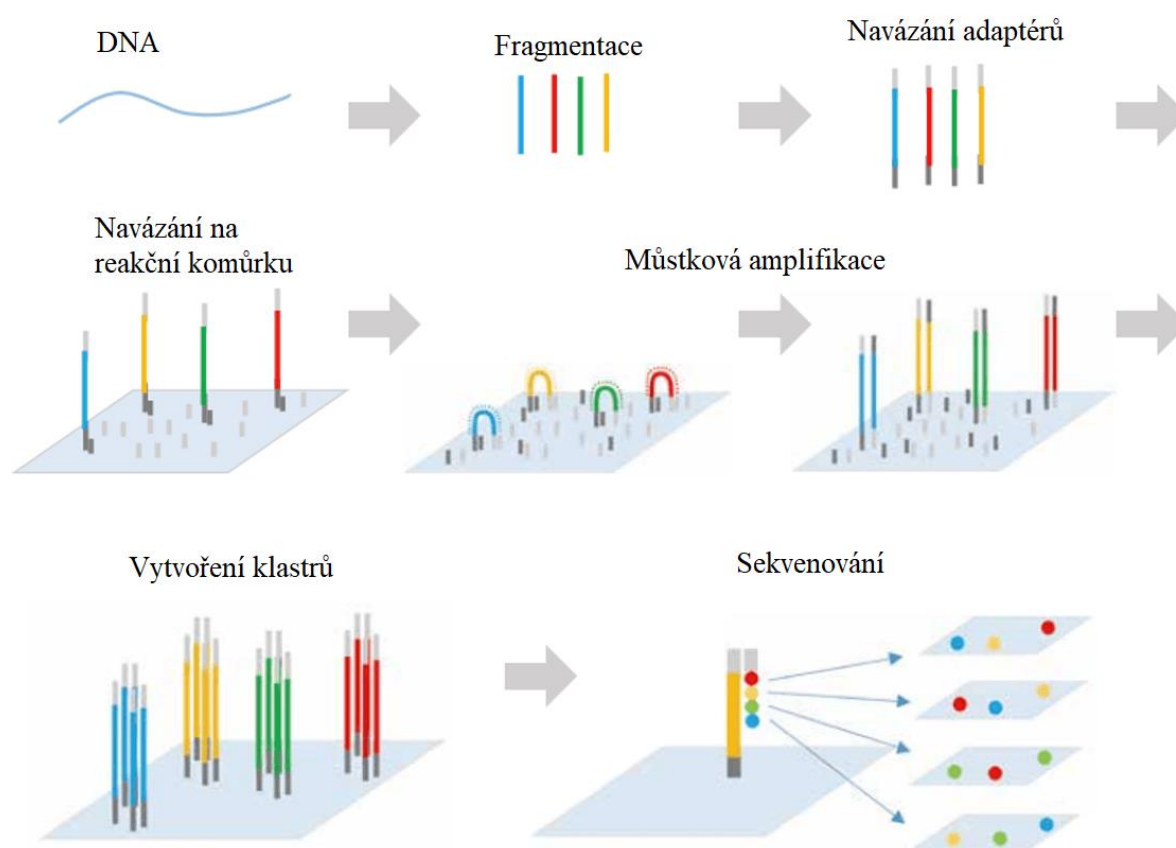 DNA
Fragmentace
Navázání adaptérů
Navázání na
reakční komůrku
Můstková amplifikace
Vytvoření klastrů
Sekvenování